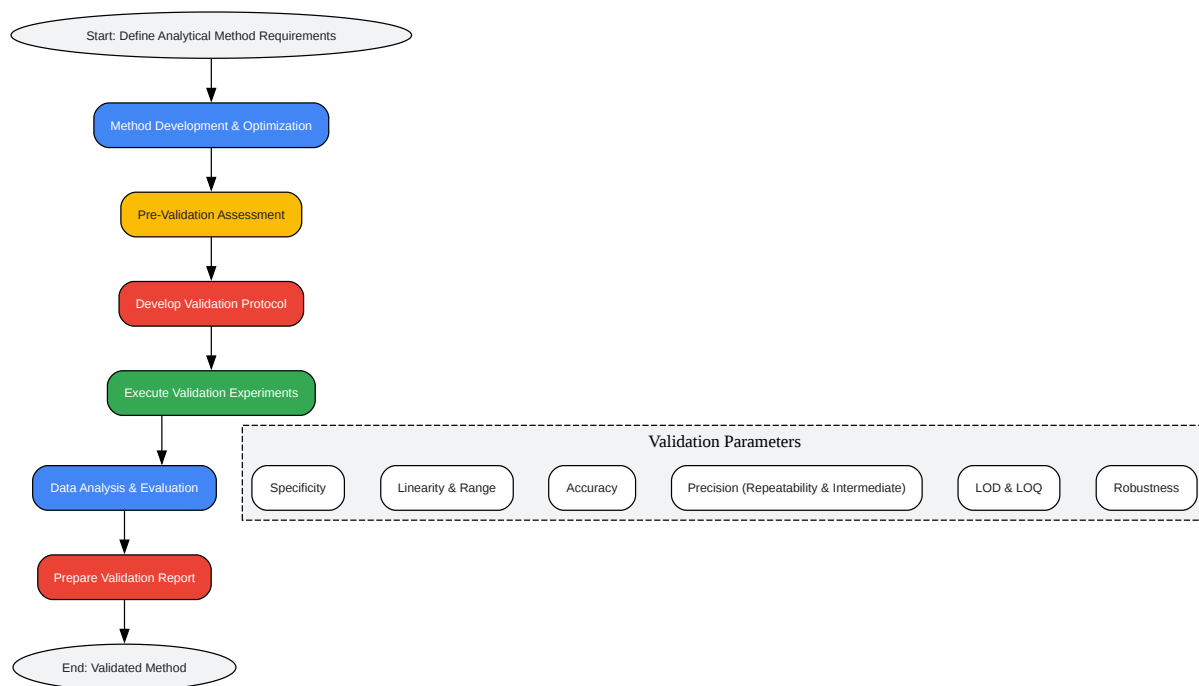 Start: Define Analytical Method Requirements
Method Development & Optimization
Pre-Validation Assessment
Develop Validation Protocol
Execute Validation Experiments
Validation Parameters
Data Analysis & Evaluation
Specificity
Linearity & Range
Accuracy
Precision (Repeatability & Intermediate)
LOD & LOQ
Robustness
Prepare Validation Report
End: Validated Method